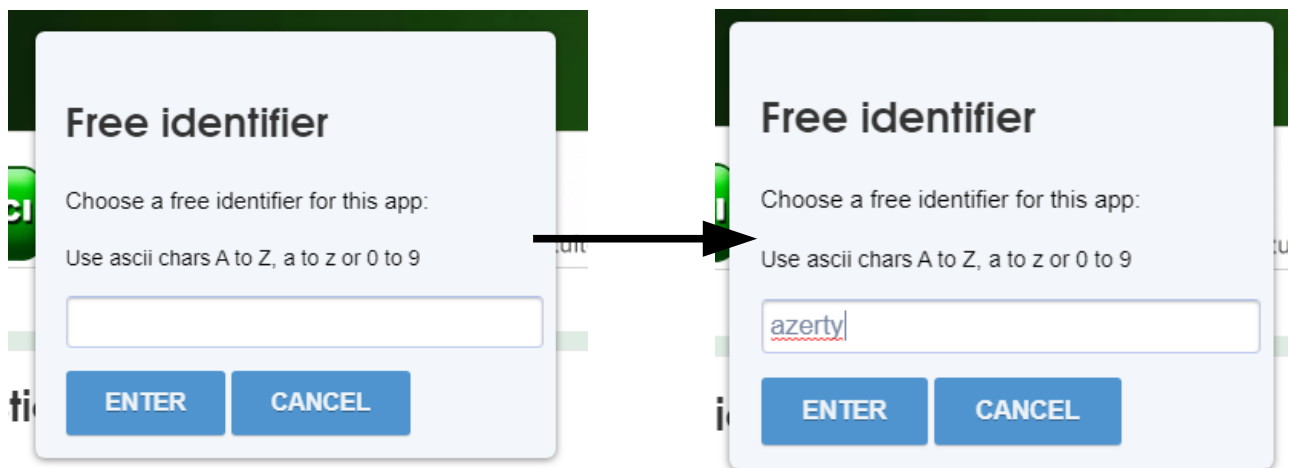 Free identifier
Choose a free identifier for this app:
Use ascii chars A to Z, a to z or 0 to 9
ENTER CANCEL
Free identifier
Choose a free identifier for this app:
Use ascii chars A to Z, a to z or 0 to 9
azerty
ENTER CANCEL